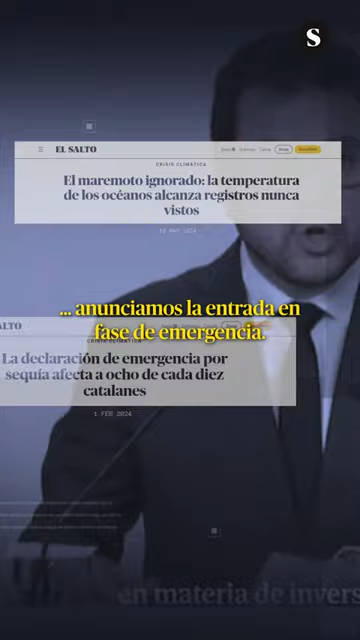 S
EL SALTO
CRISIS CLIMÁTICA
El maremoto ignorado: la temperatura
de los océanos alcanza registros nunca
vistos
... anunciamos la entrada en
fase de emergencia.
ALTO
CRISIS CLIMÁTICA
La declaración de emergencia por
sequía afecta a ocho de cada diez
catalanes
1 FEB 2024
en materia de invers